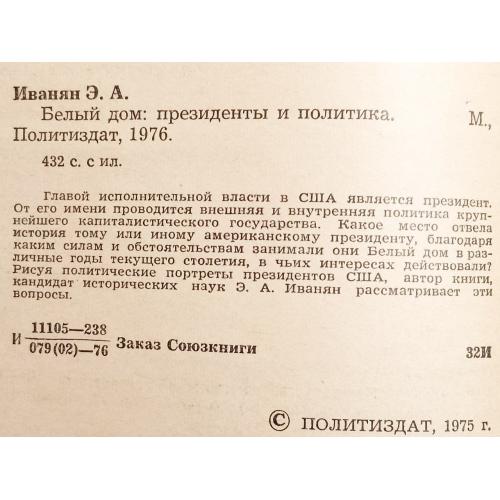 Иванян Э. А.
Белый дом: президенты и политика. М.,
Политиздат, 1976.
432 с. с ил.
Главой исполнительной власти в США является президент.
От его имени проводится внешняя и внутренняя политика круп-
нейшего капиталистического государства. Какое место отвела
история тому или иному американскому президенту, благодаря
каким силам и обстоятельствам занимали они Белый дом в раз-
личные годы текущего столетия, в чьих интересах действовали?
Рисуя политические портреты президентов США, автор книги,
кандидат исторических наук Э. А. Иванян рассматривает эти
вопросы.
11105—238
И Заказ Союзкниги 32И
079(02)—76
© ПОЛИТИЗДАТ, 1975 г.